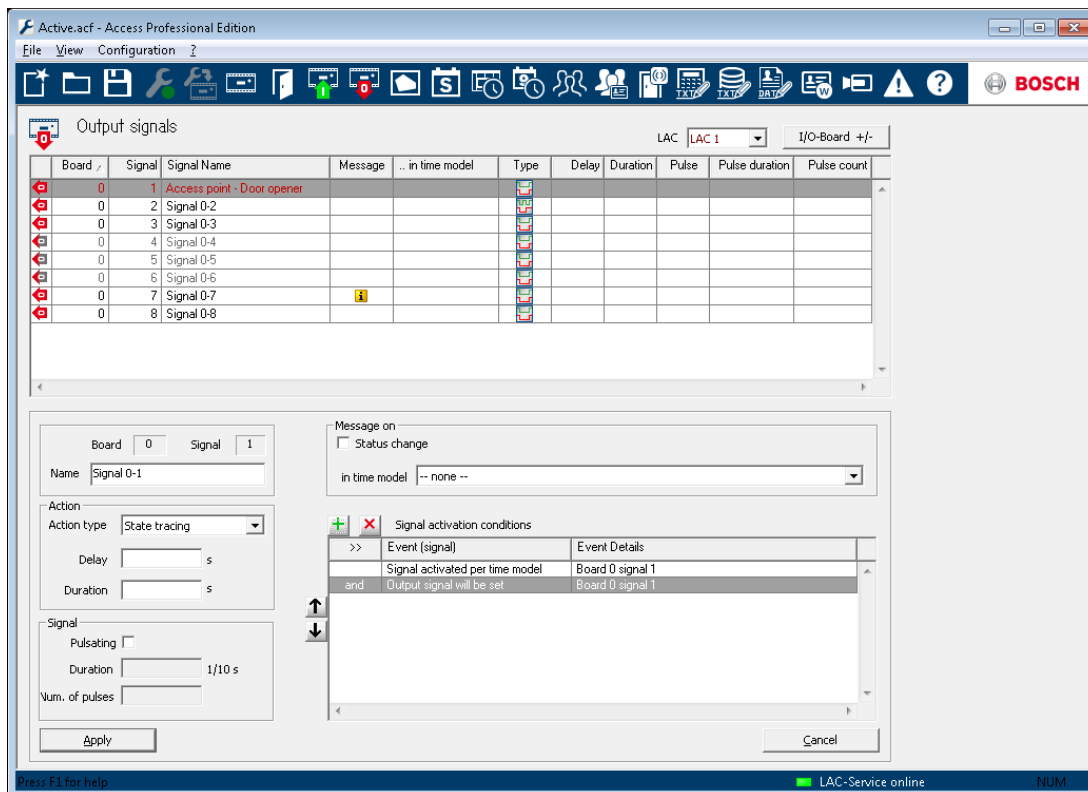 Active.acf - Access Professional Edition
File View Configuration ?
BOSCH
Output signals
LAC LAC 1 I/O-Board +/-
Board Signal Signal Name Message .. in time model Type Delay Duration Pulse Pulse duration Pulse count
0 1 Access point - Door opener
0 2 Signal 0-2
0 3 Signal 0-3
0 4 Signal 0-4
0 5 Signal 0-5
0 6 Signal 0-6
0 7 Signal 0-7
0 8 Signal 0-8
Board 0 Signal 1
Name Signal 0-1
Message on
Status change
in time model -- none --
Action
Action type State tracing
Delay s
Duration s
Signal
Pulsating
Duration 1/10 s
Num. of pulses
Signal activation conditions
>> Event (signal) Event Details
Signal activated per time model Board 0 signal 1
and Output signal will be set Board 0 signal 1
Apply
Cancel
Press F1 for help LAC-Service online NUM